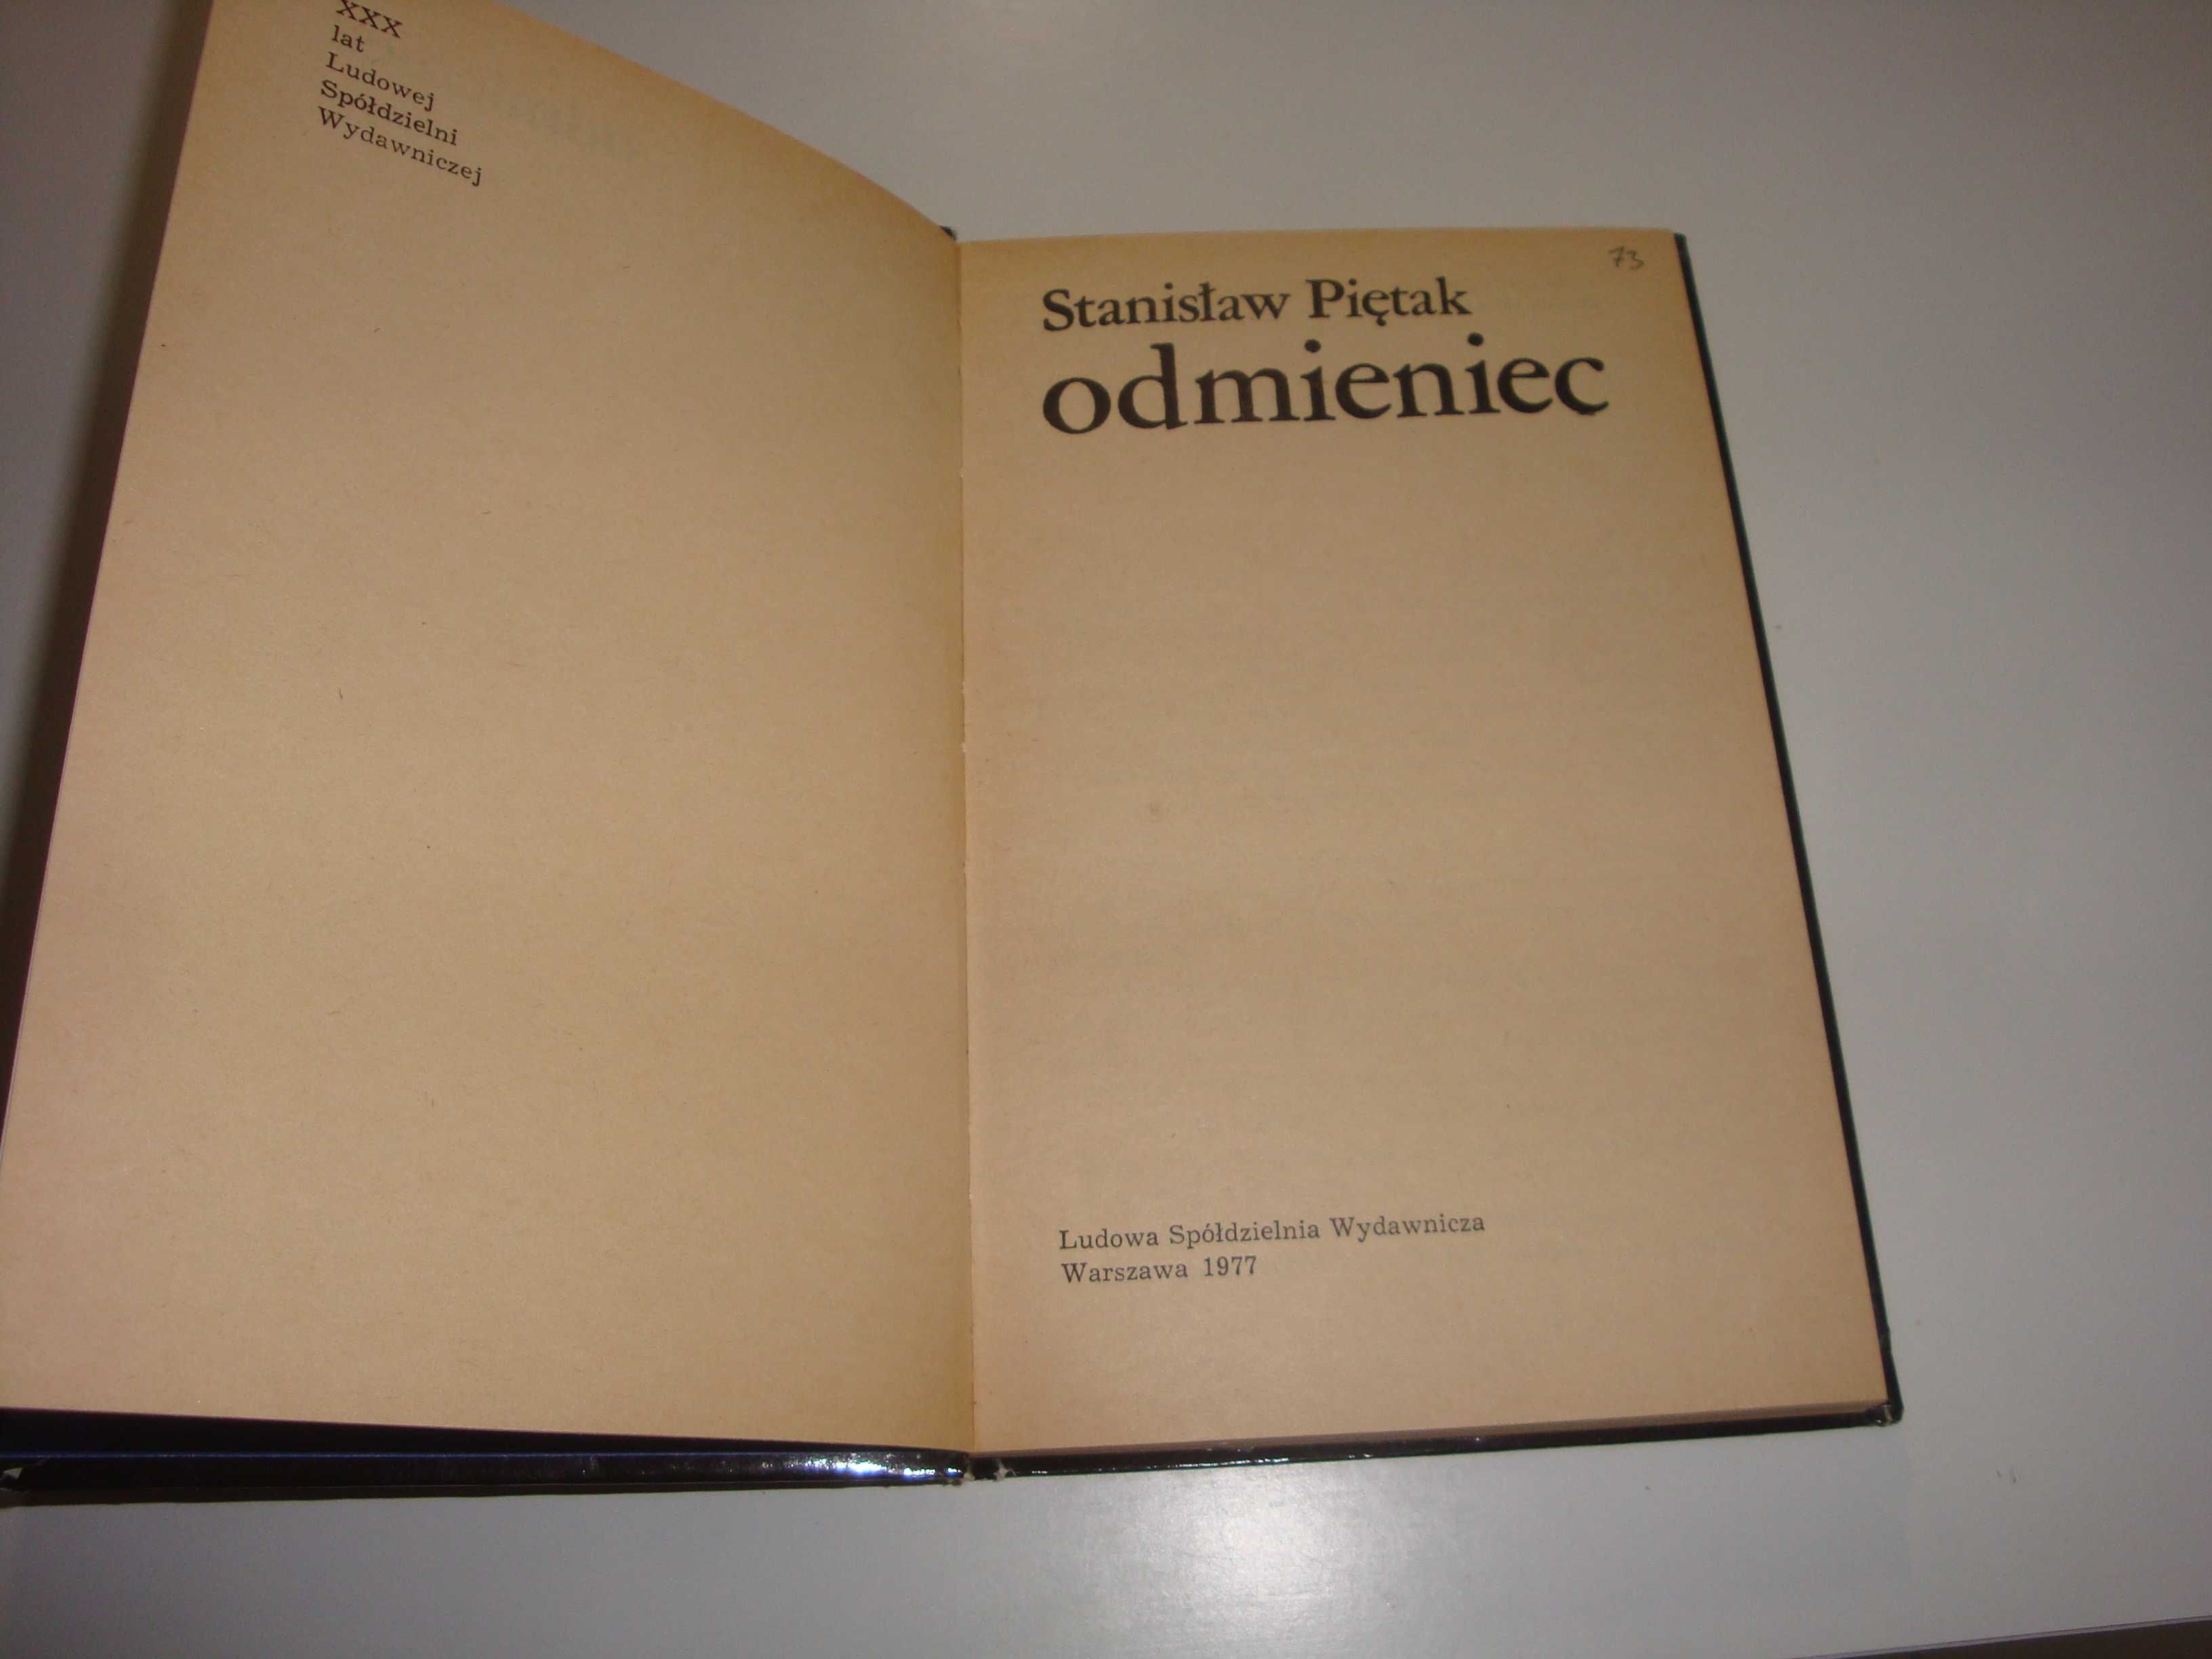 XXX
lat
Ludowej
Spółdzielni
Wydawniczej
73
Stanisław Piętak
odmieniec
Ludowa Spółdzielnia Wydawnicza
Warszawa 1977